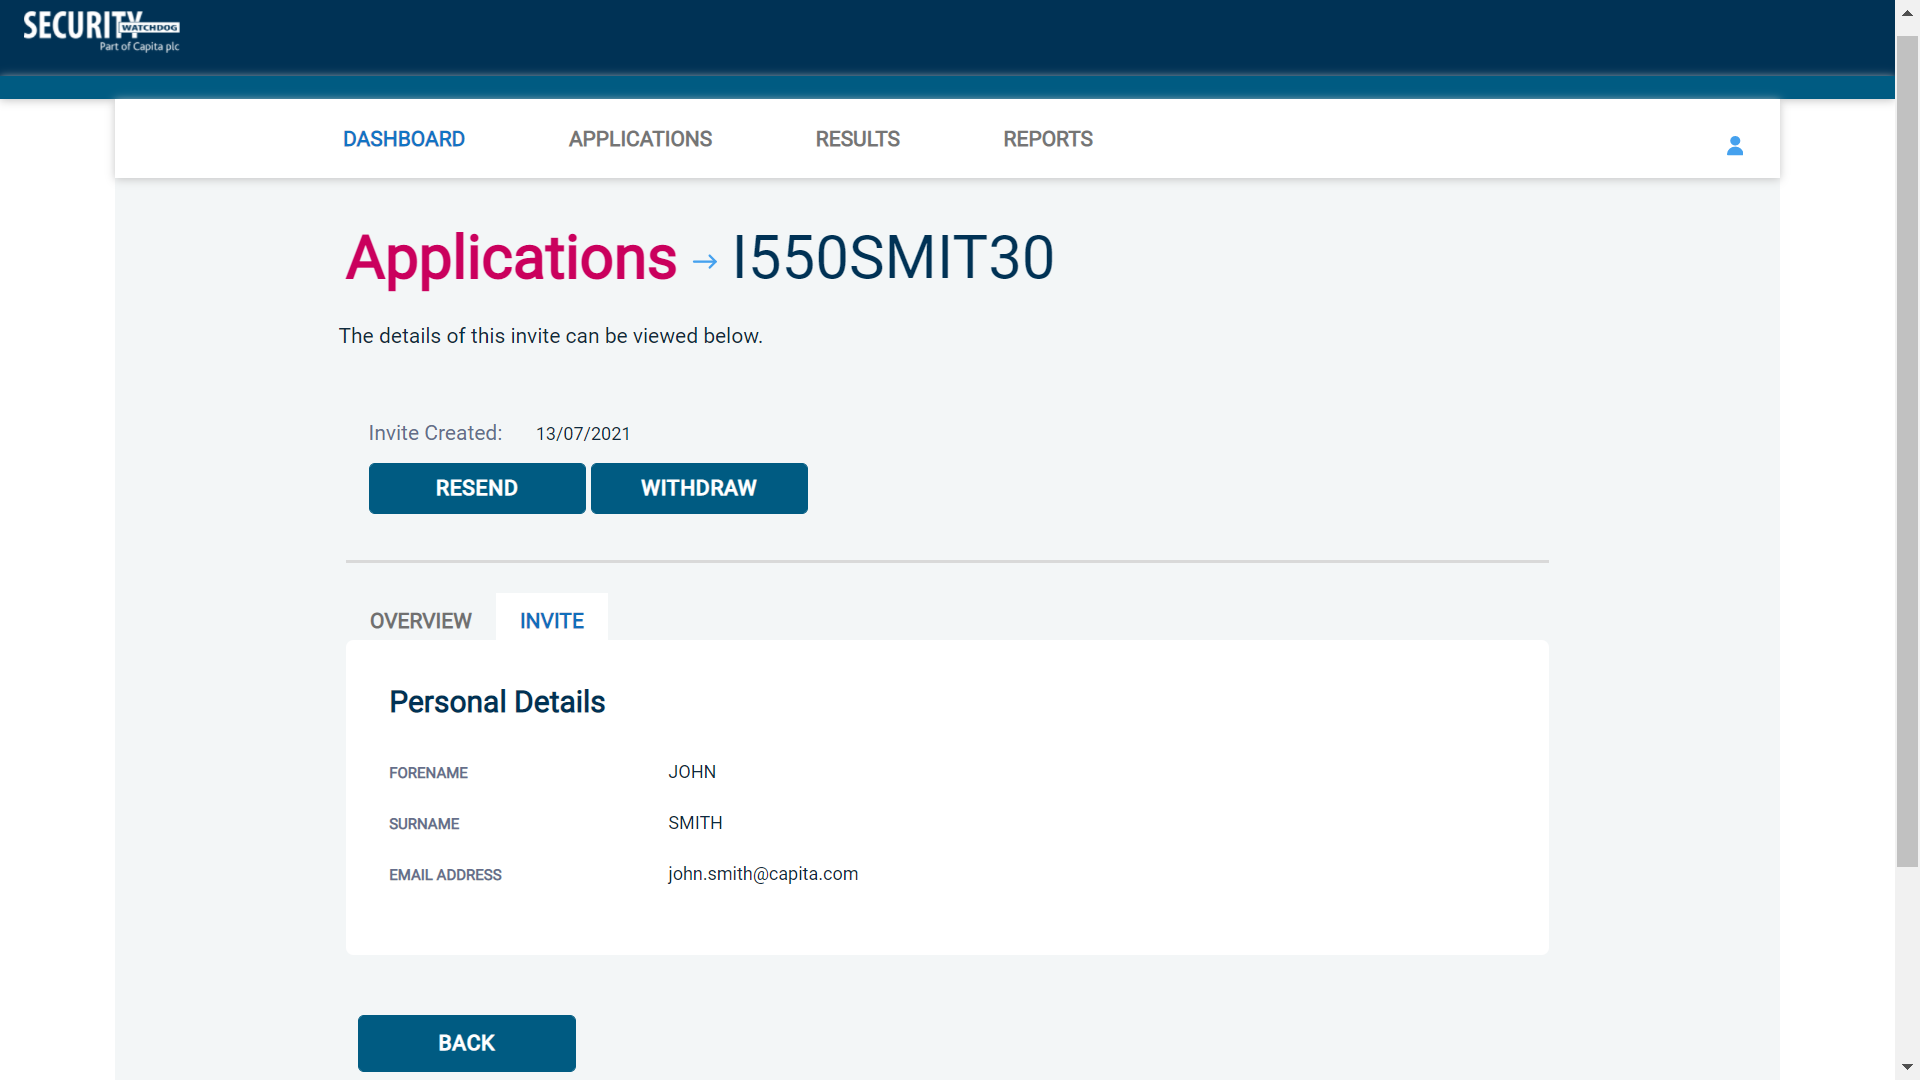 SECURITY
WATCHDOG
Part of Capita plc
DASHBOARD APPLICATIONS RESULTS REPORTS
Applications → I550SMIT30
The details of this invite can be viewed below.
Invite Created: 13/07/2021
RESEND WITHDRAW
OVERVIEW INVITE
Personal Details
FORENAME JOHN
SURNAME SMITH
EMAIL ADDRESS john.smith@capita.com
BACK